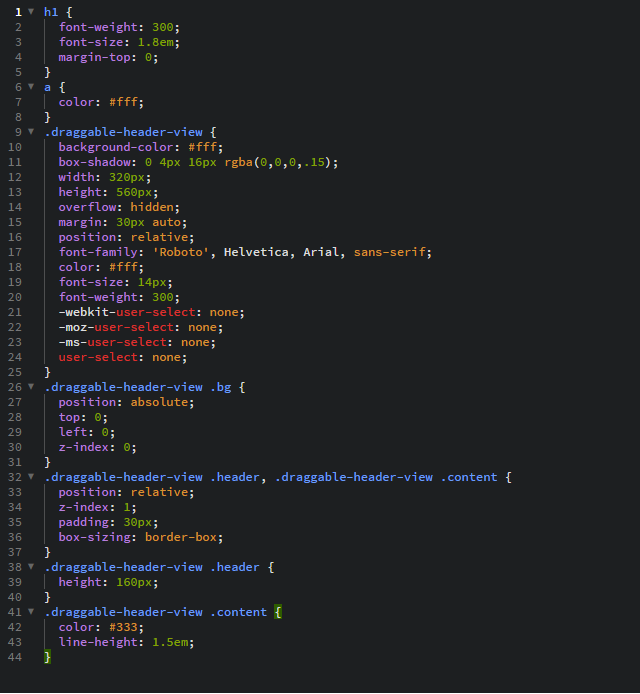 1 h1 {
2 font-weight: 300;
3 font-size: 1.8em;
4 margin-top: 0;
5 }
6 a {
7 color: #fff;
8 }
9 .draggable-header-view {
10 background-color: #fff;
11 box-shadow: 0 4px 16px rgba(0,0,0,.15);
12 width: 320px;
13 height: 560px;
14 overflow: hidden;
15 margin: 30px auto;
16 position: relative;
17 font-family: 'Roboto', Helvetica, Arial, sans-serif;
18 color: #fff;
19 font-size: 14px;
20 font-weight: 300;
21 -webkit-user-select: none;
22 -moz-user-select: none;
23 -ms-user-select: none;
24 user-select: none;
25 }
26 .draggable-header-view .bg {
27 position: absolute;
28 top: 0;
29 left: 0;
30 z-index: 0;
31 }
32 .draggable-header-view .header, .draggable-header-view .content {
33 position: relative;
34 z-index: 1;
35 padding: 30px;
36 box-sizing: border-box;
37 }
38 .draggable-header-view .header {
39 height: 160px;
40 }
41 .draggable-header-view .content {
42 color: #333;
43 line-height: 1.5em;
44 }